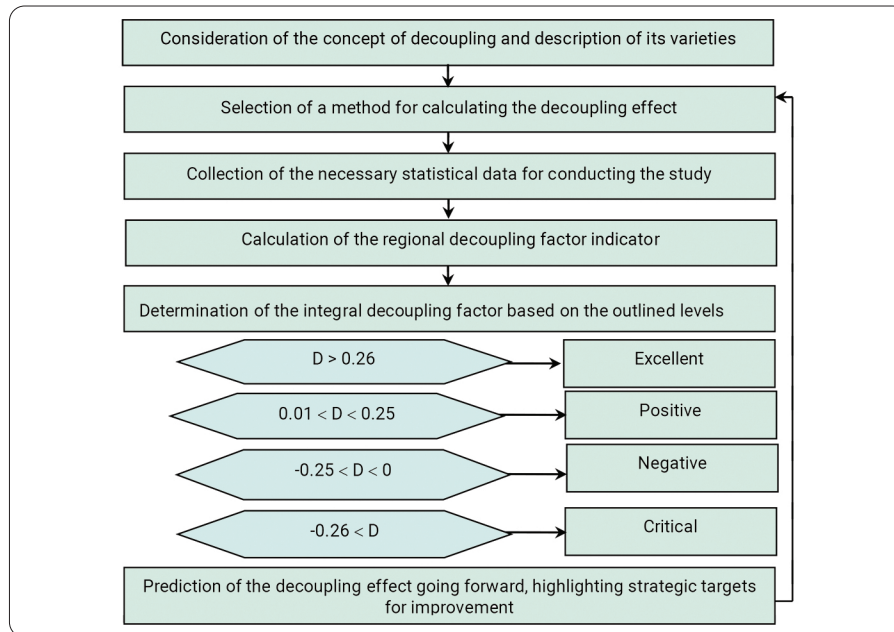 Consideration of the concept of decoupling and description of its varieties
Selection of a method for calculating the decoupling effect
Collection of the necessary statistical data for conducting the study
Calculation of the regional decoupling factor indicator
Determination of the integral decoupling factor based on the outlined levels
D > 0.26
Excellent
0.01 < D < 0.25
Positive
-0.25 < D < 0
Negative
-0.26 < D
Critical
Prediction of the decoupling effect going forward, highlighting strategic targets
for improvement